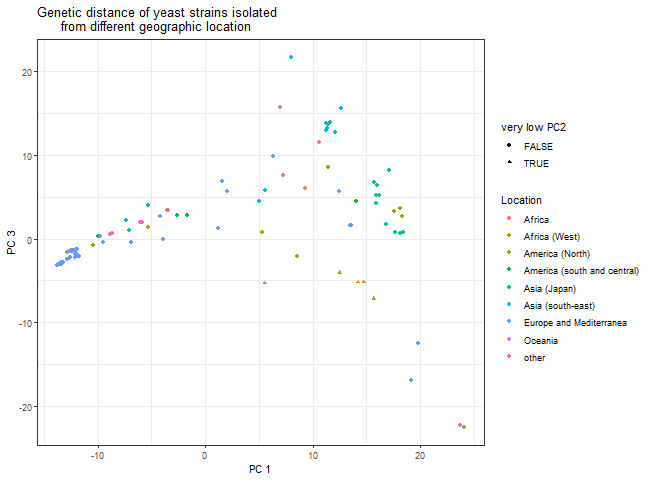 Genetic distance of yeast strains isolated
from different geographic location
20
10
0
-10
-20
PC 3
-10
0
10
20
PC 1
very low PC2
FALSE
TRUE
Location
Africa
Africa (West)
America (North)
America (south and central)
Asia (Japan)
Asia (south-east)
Europe and Mediterranea
Oceania
other